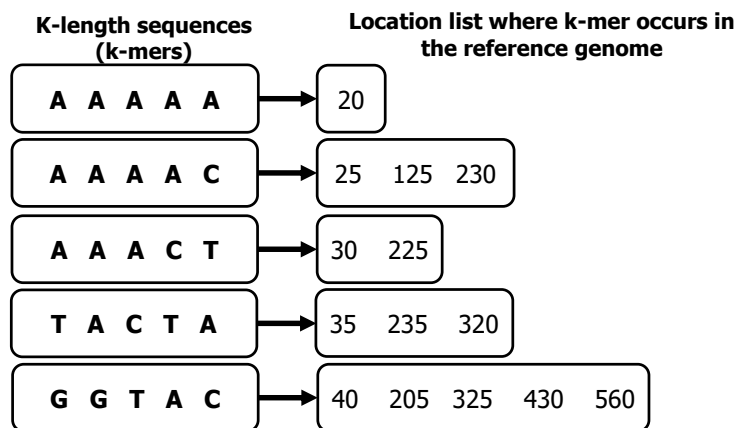 K-length sequences
(k-mers)
Location list where k-mer occurs in
the reference genome
A A A A A 20
A A A A C 25 125 230
A A A C T 30 225
T A C T A 35 235 320
G G T A C 40 205 325 430 560